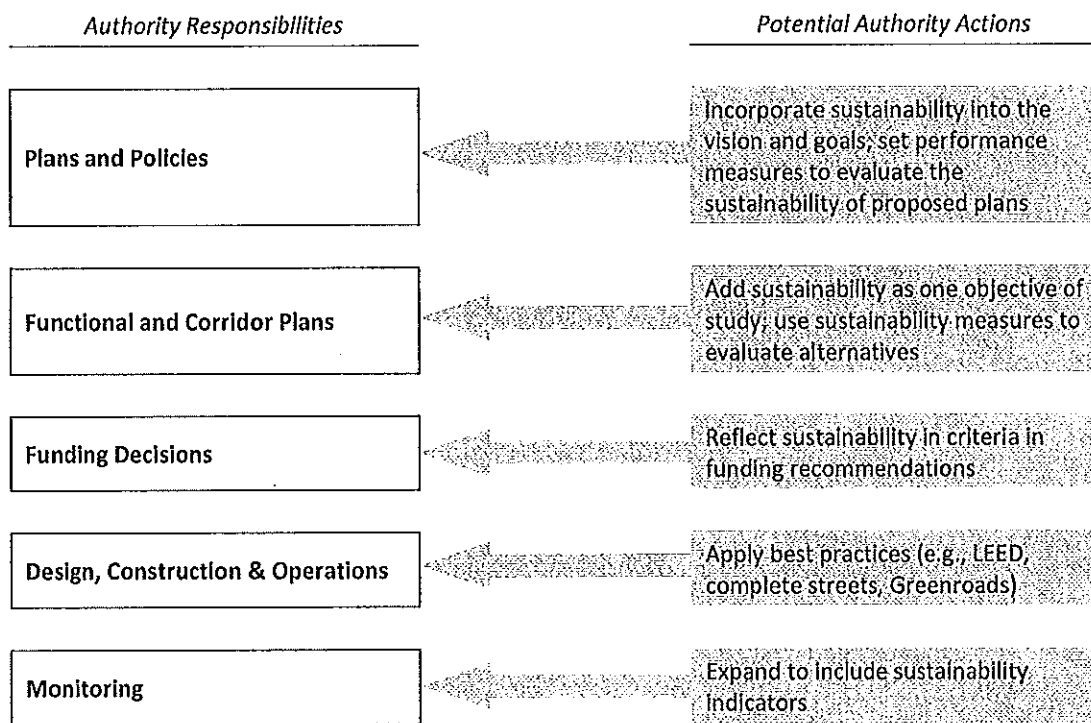 Authority Responsibilities
Potential Authority Actions
Plans and Policies
Incorporate sustainability into the
vision and goals; set performance
measures to evaluate the
sustainability of proposed plans
Functional and Corridor Plans
Add sustainability as one objective of
study; use sustainability measures to
evaluate alternatives
Funding Decisions
Reflect sustainability in criteria in
funding recommendations
Design, Construction & Operations
Apply best practices (e.g., LEED,
complete streets, Greenroads)
Monitoring
Expand to include sustainability
indicators